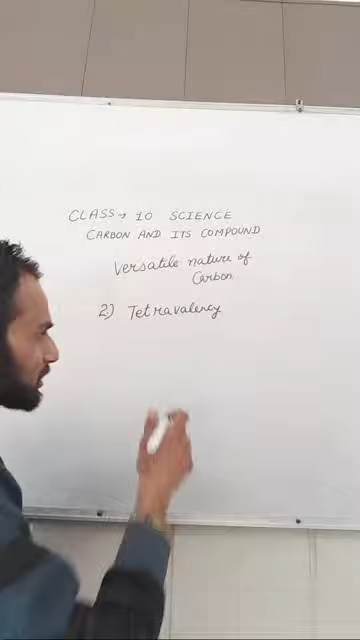 CLASS → 10 SCIENCE
CARBON AND ITS COMPOUND
Versatile nature of
Carbon
2) Tetravalency